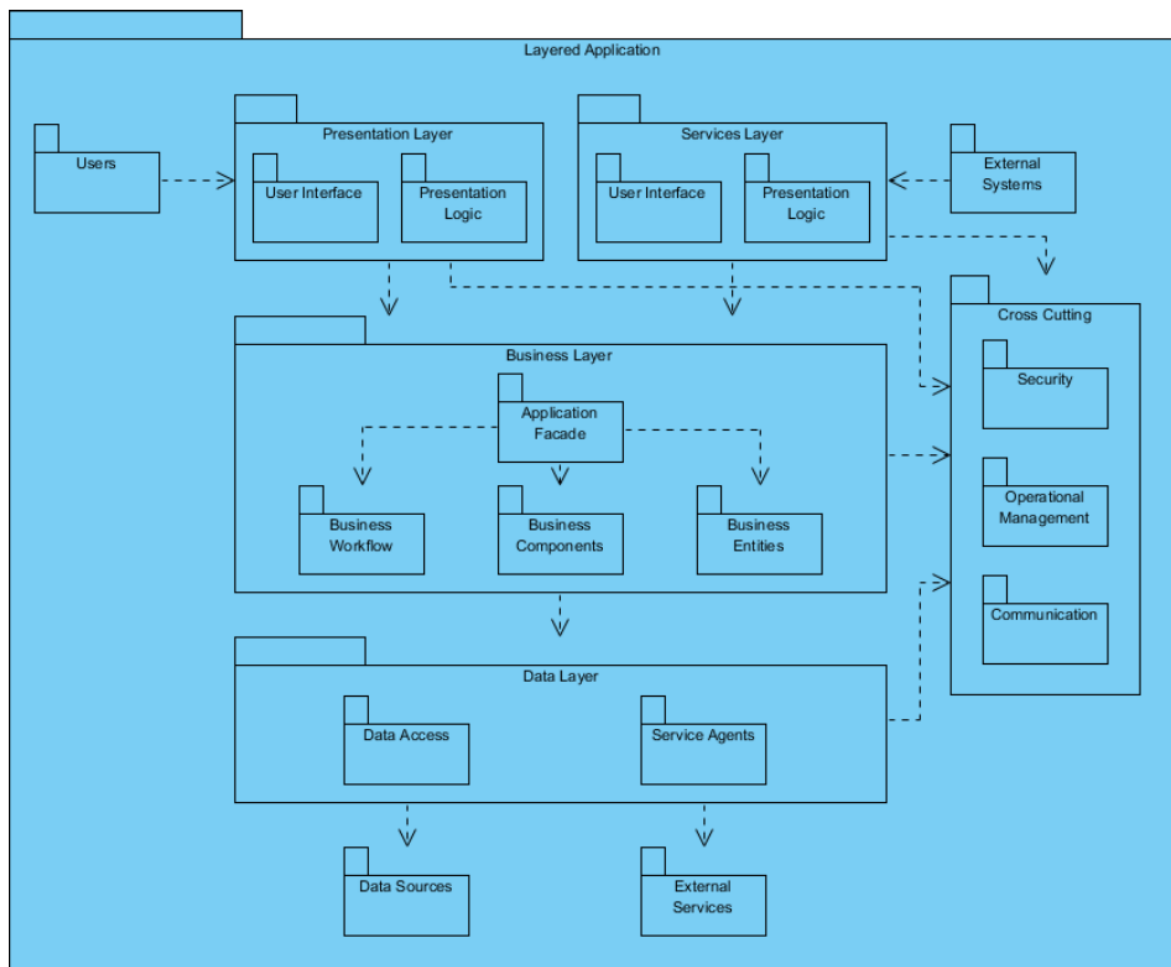 Layered Application
Users
Presentation Layer
User Interface
Presentation
Logic
Services Layer
User Interface
Presentation
Logic
External
Systems
Cross Cutting
Security
Operational
Management
Communication
Business Layer
Application
Facade
Business
Workflow
Business
Components
Business
Entities
Data Layer
Data Access
Service Agents
Data Sources
External
Services